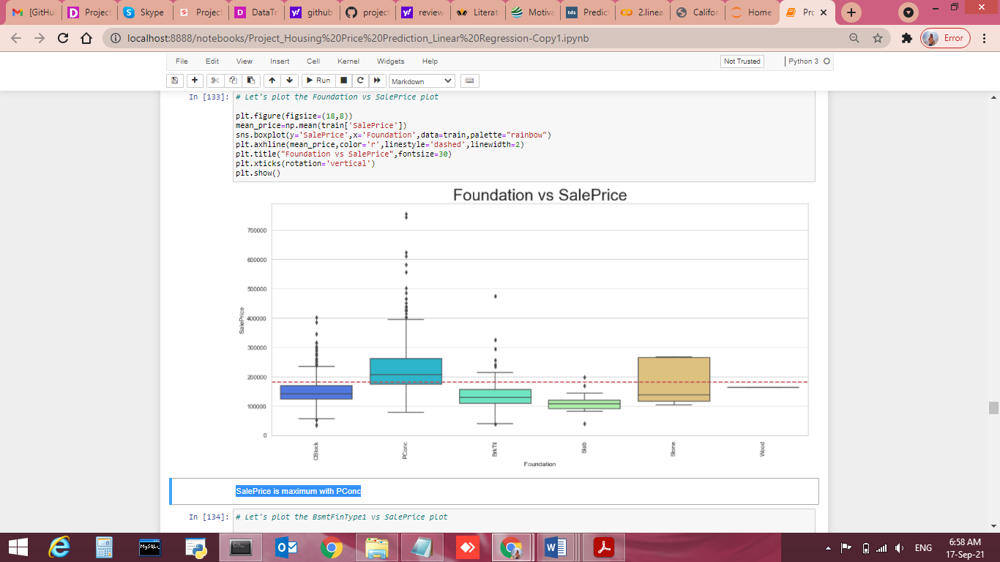 [GitHu
Project
Skype
Project
DataTr
github
project
review
Literat
Motiva
Predic
2.linea
Califor
Home
Pro
localhost:8888/notebooks/Project_Housing%20Price%20Prediction_Linear%20Regression-Copy1.ipynb
Error
File Edit View Insert Cell Kernel Widgets Help
Not Trusted
Python 3
Run
Markdown
In [133]:
# Let's plot the Foundation vs SalePrice plot
plt.figure(figsize=(18,8))
mean_price=np.mean(train['SalePrice'])
sns.boxplot(y='SalePrice',x='Foundation',data=train,palette="rainbow")
plt.axhline(mean_price,color='r',linestyle='dashed',linewidth=2)
plt.title("Foundation vs SalePrice",fontsize=30)
plt.xticks(rotation='vertical')
plt.show()
Foundation vs SalePrice
700000
600000
500000
400000
300000
200000
100000
0
SalePrice
CBlock
PConc
BrkTil
Slab
Stone
Wood
Foundation
SalePrice is maximum with PConc
In [134]:
# Let's plot the BsmtFinType1 vs SalePrice plot
MySQL
ENG
6:58 AM
17-Sep-21